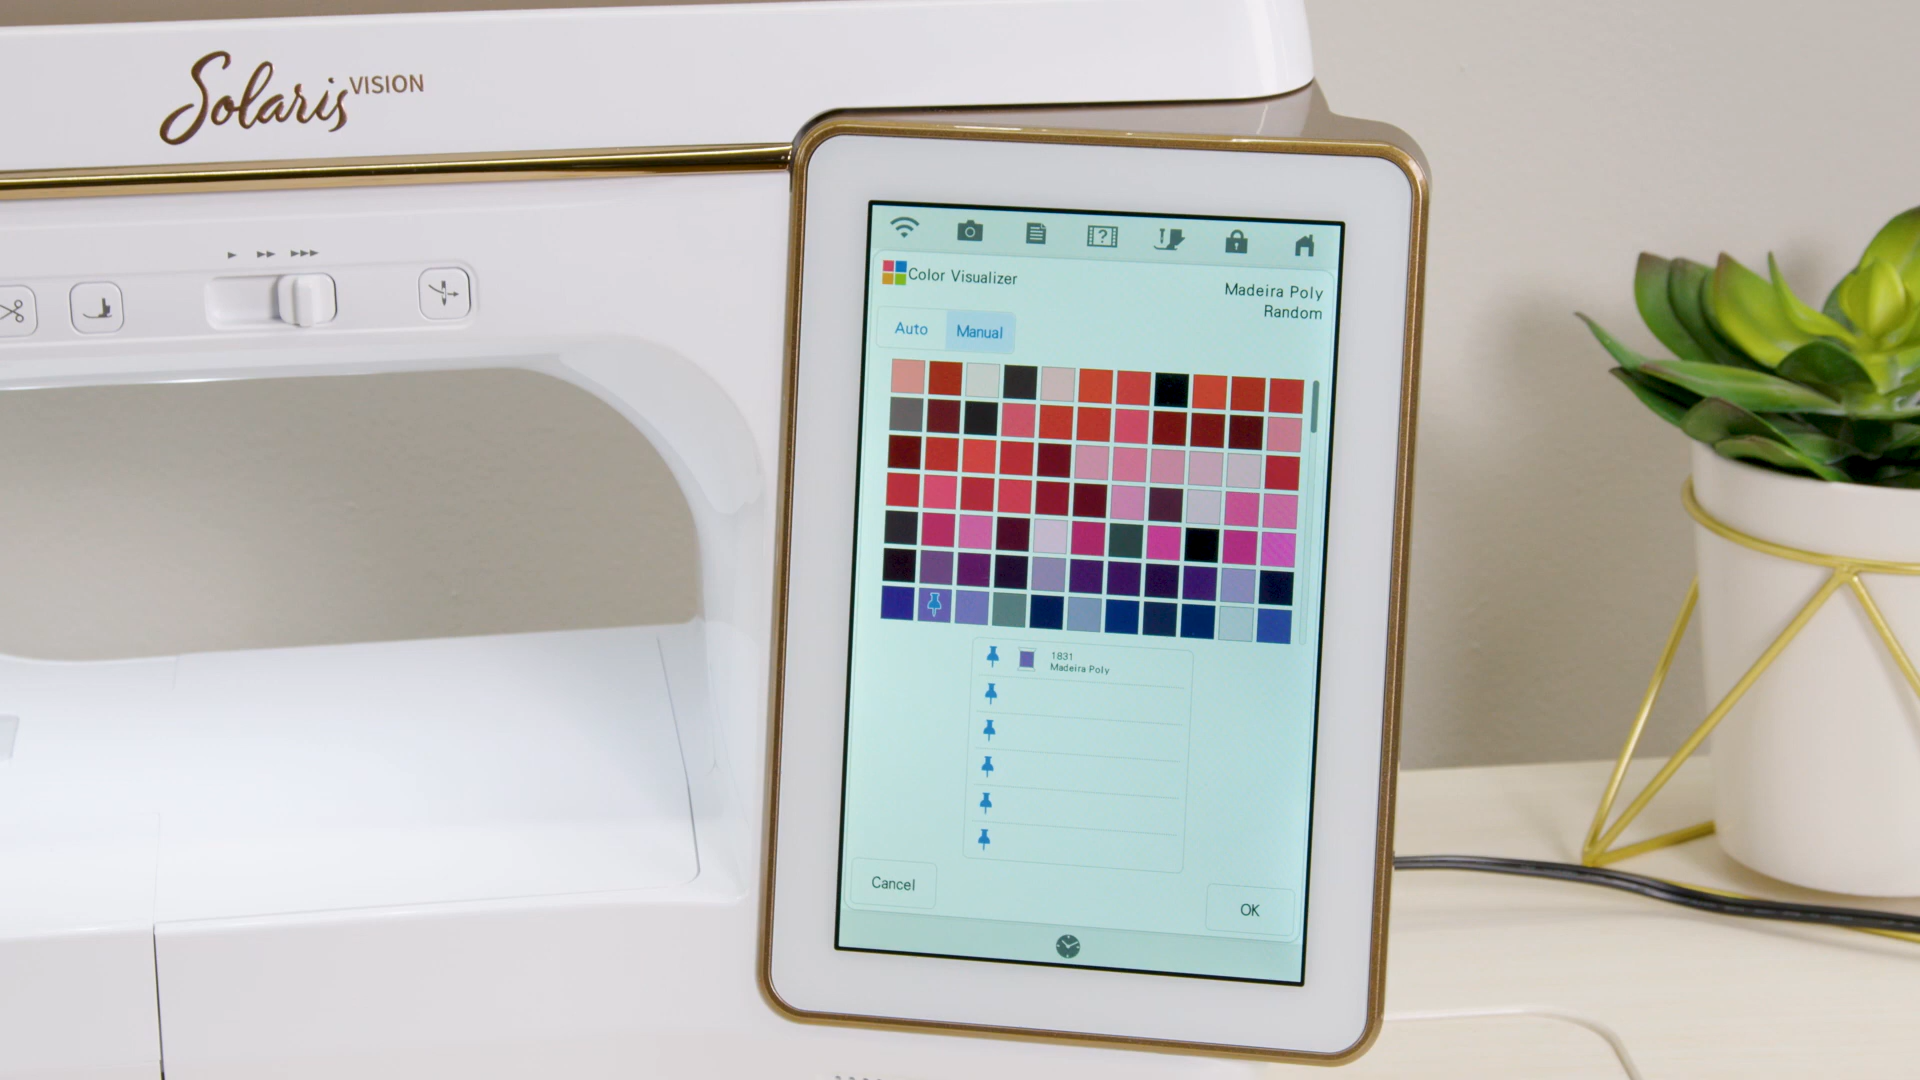 Solaris VISION
Color Visualizer
Madeira Poly
Random
Auto
Manual
1831
Madeira Poly
Cancel
OK